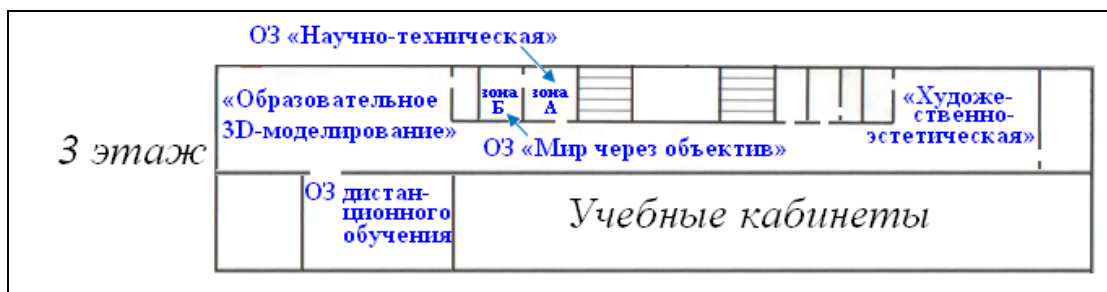 ОЗ «Научно-техническая»
«Образовательное
3D-моделирование»
зона
Б
зона
А
«Художе-
ственно-
эстетическая»
ОЗ «Мир через объектив»
3 этаж
ОЗ дистан-
ционного
обучения
Учебные кабинеты